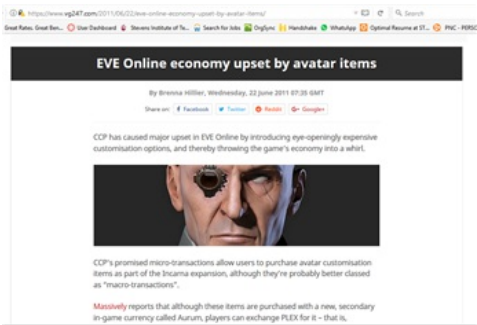 https://www.vg247.com/2011/06/22/eve-online-economy-upset-by-avatar-items/ Search
Great Rates, Great Ben... User Dashboard Stevens Institute of Te... Search for Jobs OrgSync Handshake WhatsApp Optimal Resume at ST... PNC - PERSO
EVE Online economy upset by avatar items
By Brenna Hillier, Wednesday, 22 June 2011 07:35 GMT
Share on: Facebook Twitter Reddit Google+
CCP has caused major upset in EVE Online by introducing eye-openingly expensive
customisation options, and thereby throwing the game's economy into a whirl.
CCP's promised micro-transactions allow users to purchase avatar customisation
items as part of the Incarna expansion, although they're probably better classed
as "macro-transactions".
Massively reports that although these items are purchased with a new, secondary
in-game currency called Aurum, players can exchange PLEX for it – that is,